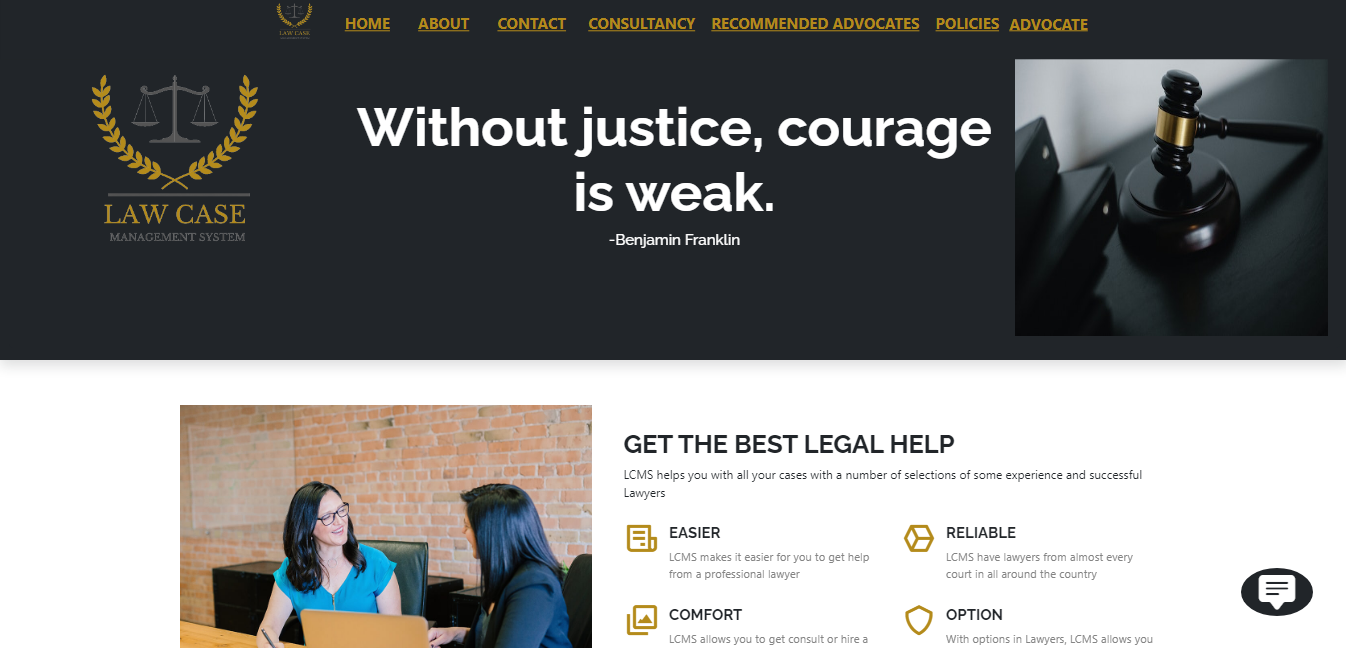 LAW CASE
HOME ABOUT CONTACT CONSULTANCY RECOMMENDED ADVOCATES POLICIES ADVOCATE
LAW CASE
MANAGEMENT SYSTEM
Without justice, courage
is weak.
-Benjamin Franklin
GET THE BEST LEGAL HELP
LCMS helps you with all your cases with a number of selections of some experience and successful
Lawyers
EASIER
LCMS makes it easier for you to get help
from a professional lawyer
RELIABLE
LCMS have lawyers from almost every
court in all around the country
COMFORT
LCMS allows you to get consult or hire a
OPTION
With options in Lawyers, LCMS allows you